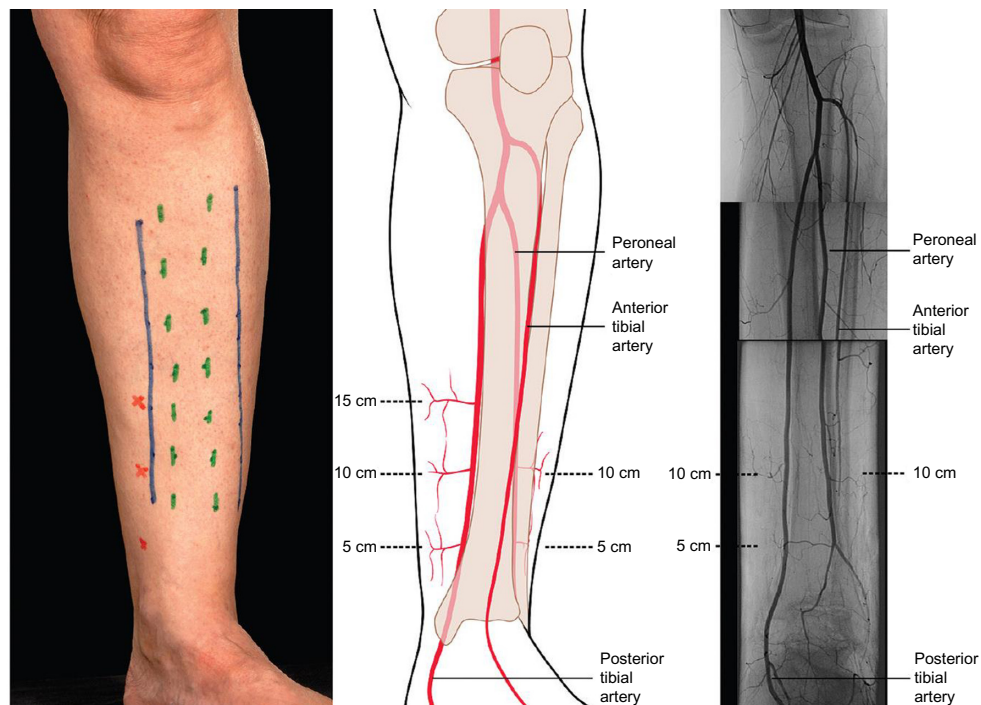 Peroneal
artery
Anterior
tibial
artery
15 cm
10 cm
10 cm
5 cm
5 cm
Posterior
tibial
artery
Peroneal
artery
Anterior
tibial
artery
10 cm
10 cm
5 cm
Posterior
tibial
artery